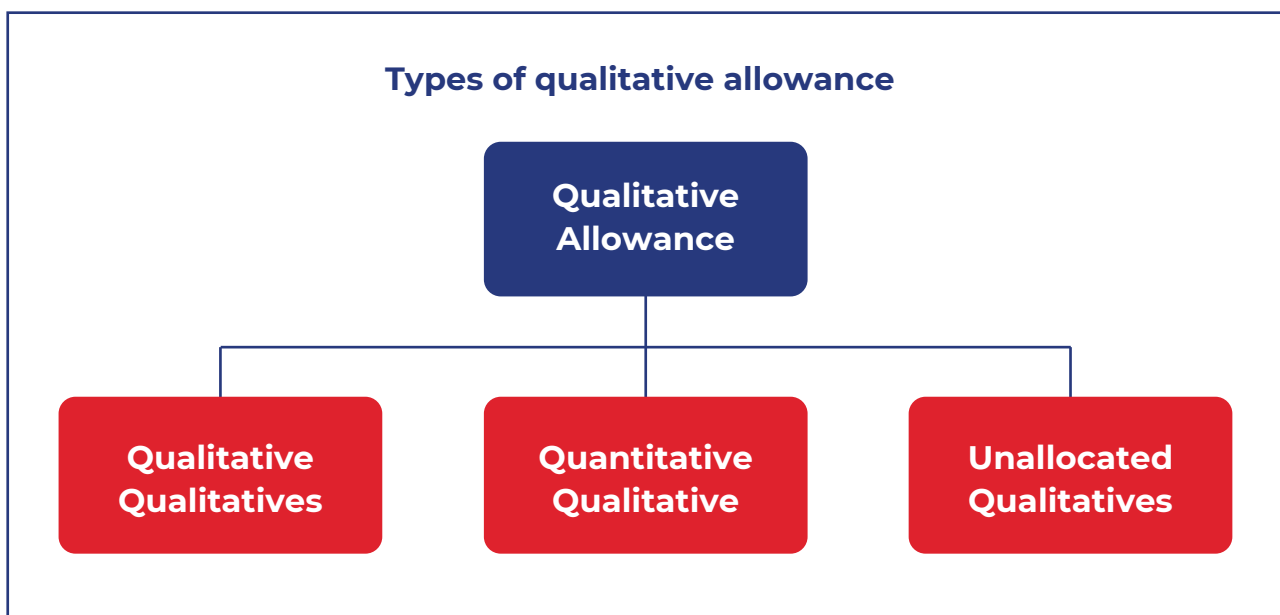 Types of qualitative allowance
Qualitative
Allowance
Qualitative
Qualitatives
Quantitative
Qualitative
Unallocated
Qualitatives